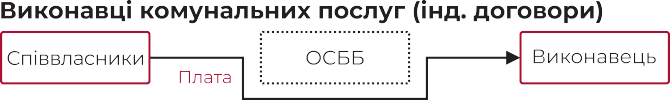 Виконавці комунальних послуг (інд. договори)
Співвласники
ОСББ
Виконавець
Плата